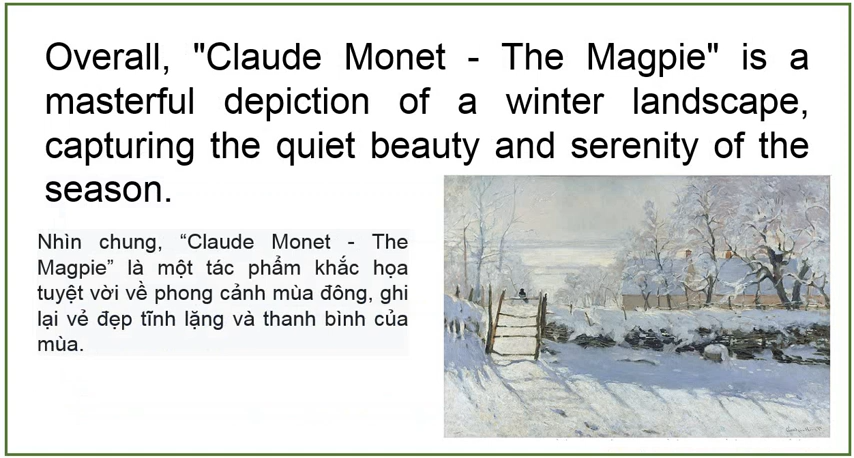 Overall, "Claude Monet - The Magpie" is a
masterful depiction of a winter landscape,
capturing the quiet beauty and serenity of the
season.
Nhìn chung, “Claude Monet - The
Magpie” là một tác phẩm khắc họa
tuyệt vời về phong cảnh mùa đông, ghi
lại vẻ đẹp tĩnh lặng và thanh bình của
mùa.